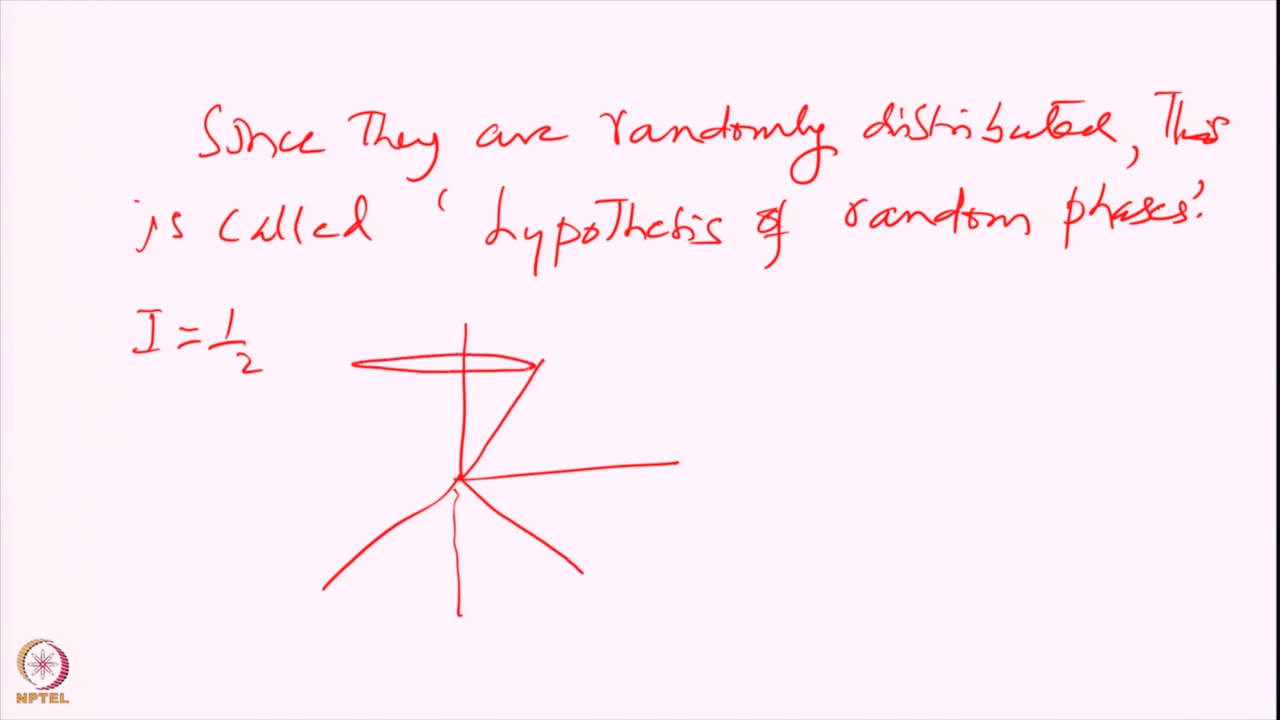 Since they are randomly distributed, this
is called 'hypothesis of random phases'.
I = 1/2
NPTEL